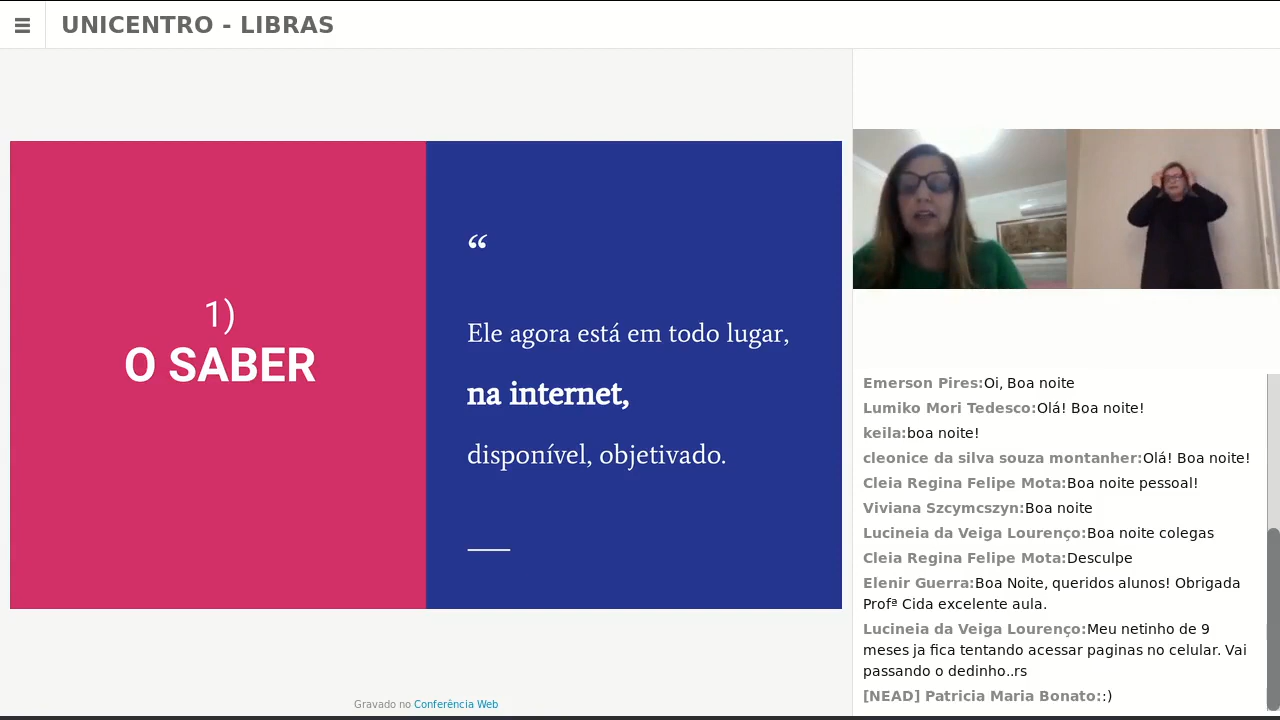 UNICENTRO - LIBRAS
1)
O SABER
“
Ele agora está em todo lugar,
na internet,
disponível, objetivado.
Emerson Pires:Oi, Boa noite
Lumiko Mori Tedesco:Olá! Boa noite!
keila:boa noite!
cleonice da silva souza montanher:Olá! Boa noite!
Cleia Regina Felipe Mota:Boa noite pessoal!
Viviana Szcymcszyn:Boa noite
Lucineia da Veiga Lourenço:Boa noite colegas
Cleia Regina Felipe Mota:Desculpe
Elenir Guerra:Boa Noite, queridos alunos! Obrigada
Profª Cida excelente aula.
Lucineia da Veiga Lourenço:Meu netinho de 9
meses ja fica tentando acessar paginas no celular. Vai
passando o dedinho..rs
[NEAD] Patricia Maria Bonato::)
Gravado no Conferência Web